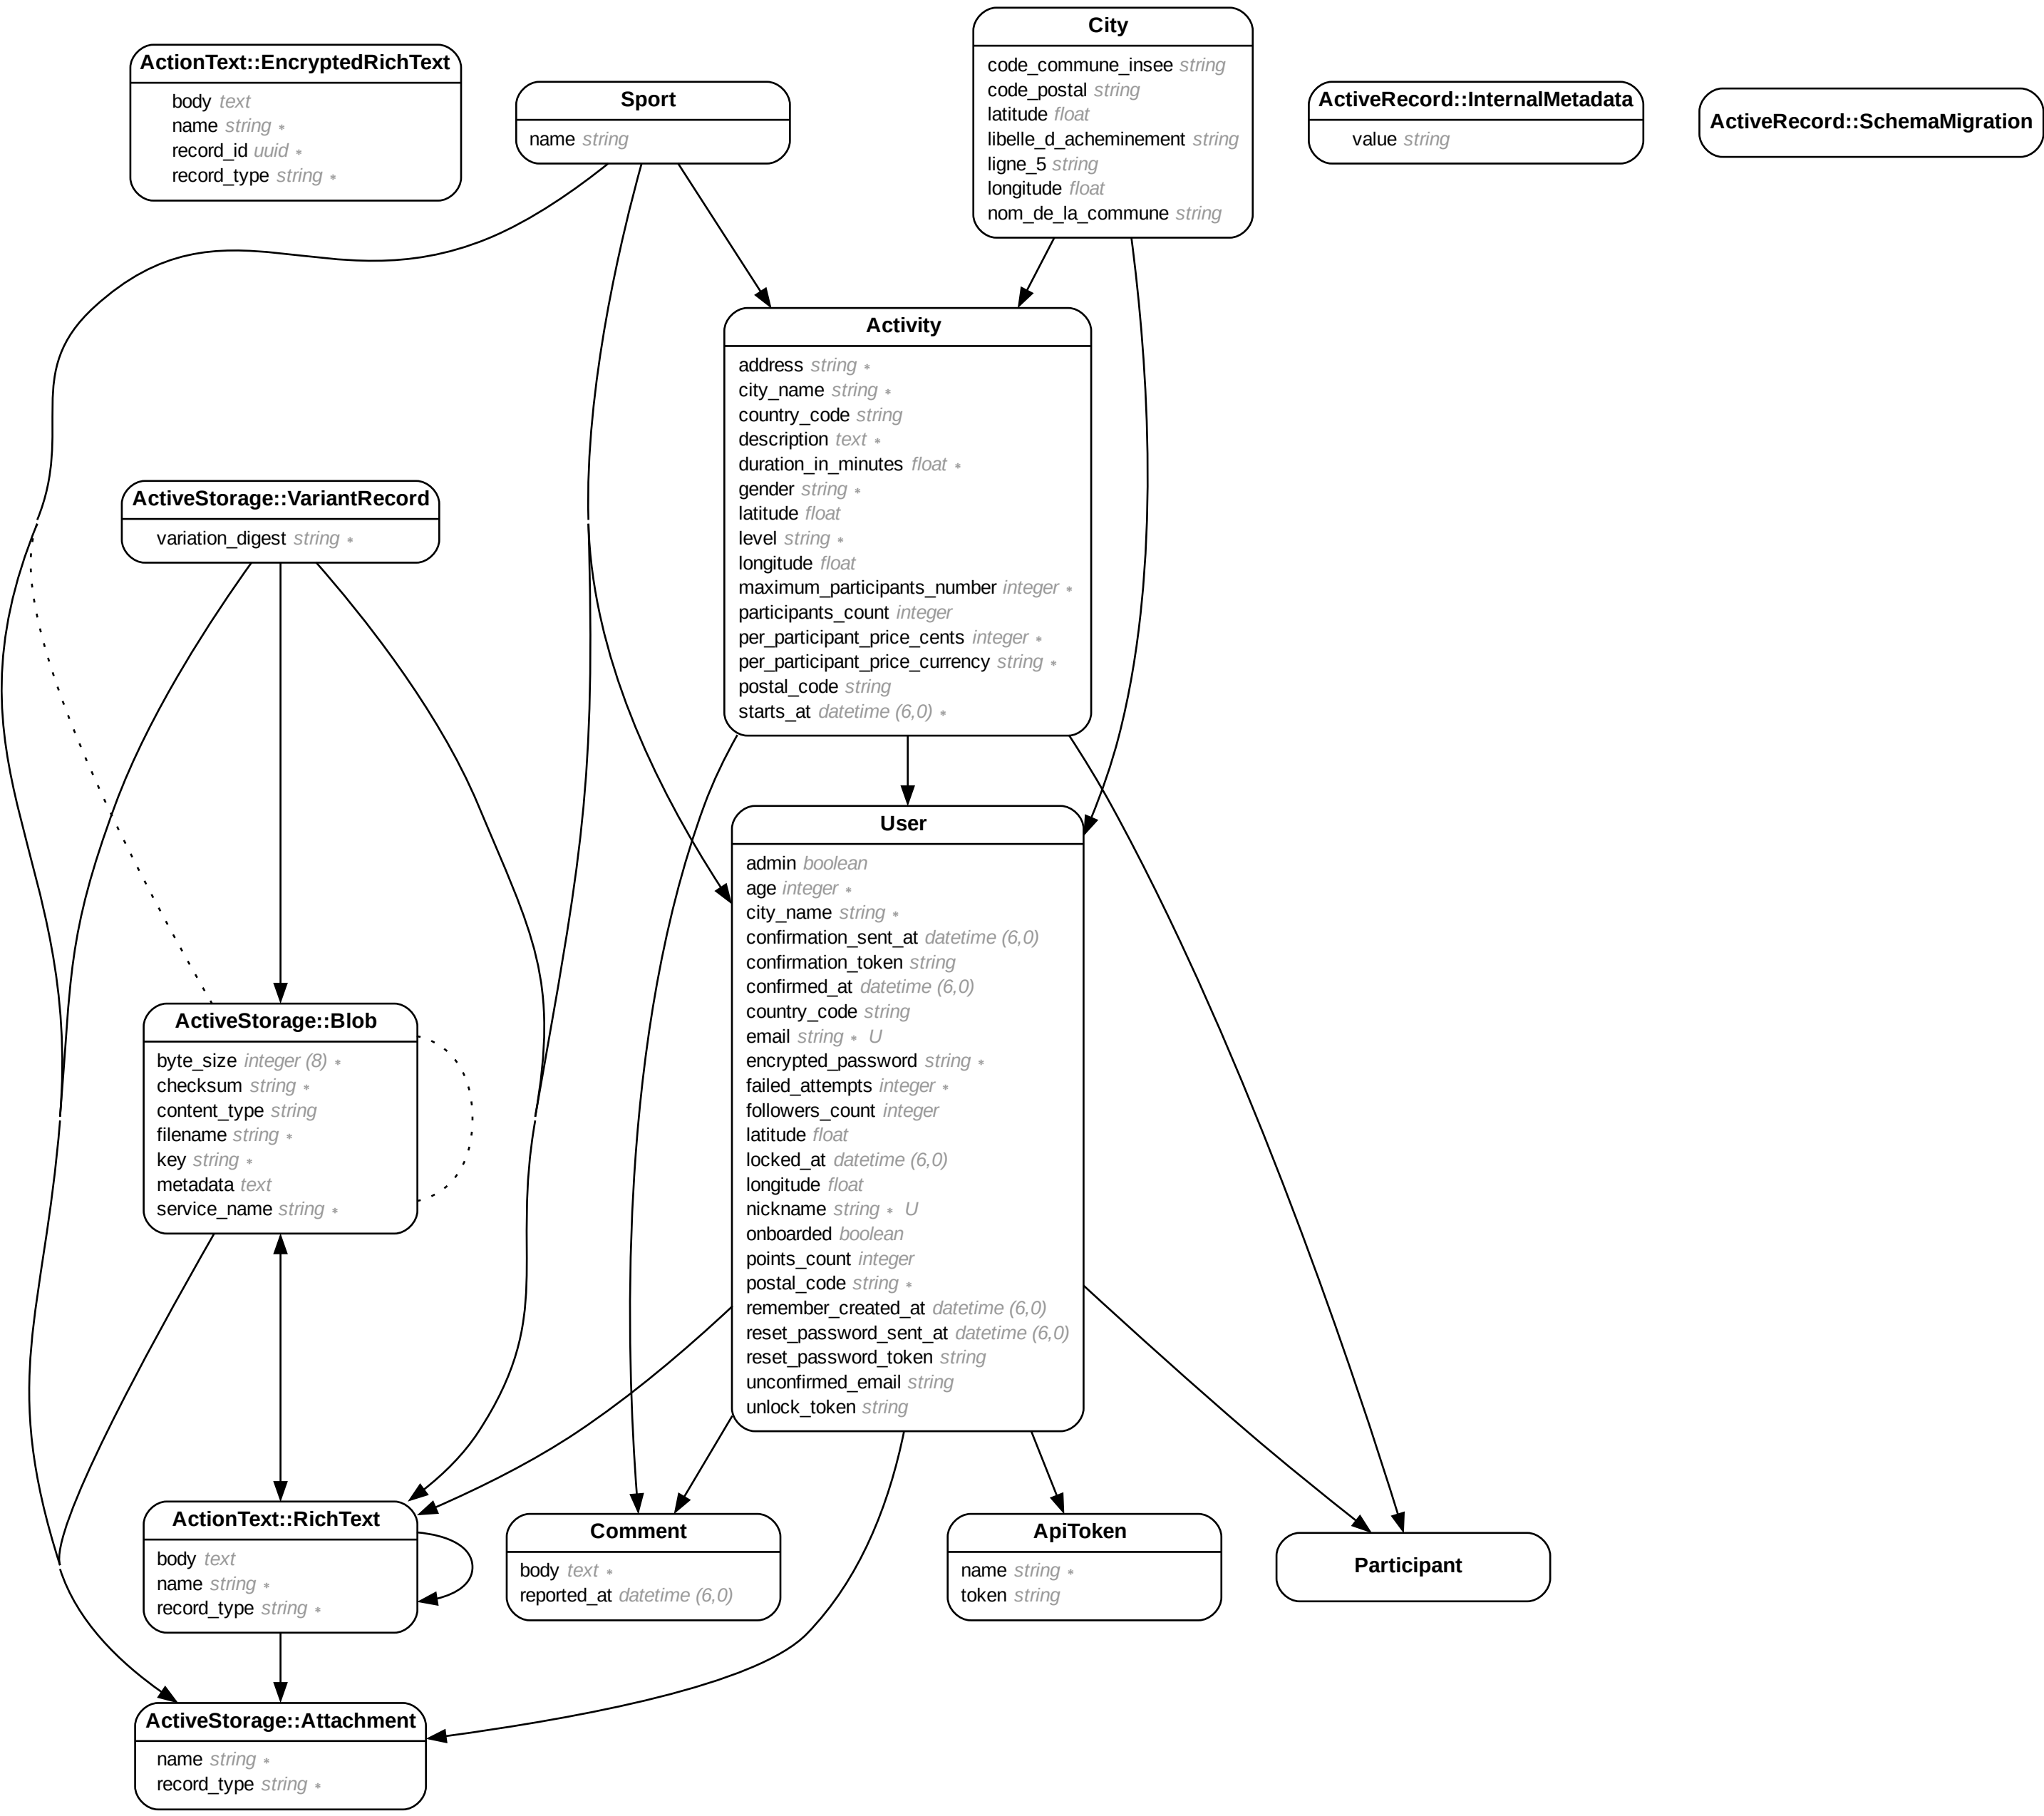 City
code_commune_insee string
code_postal string
latitude float
libelle_d_acheminement string
ligne_5 string
longitude float
nom_de_la_commune string
ActionText::EncryptedRichText
body text
name string ∗
record_id uuid ∗
record_type string ∗
Sport
name string
ActiveRecord::InternalMetadata
value string
ActiveRecord::SchemaMigration
Activity
address string ∗
city_name string ∗
country_code string
description text ∗
duration_in_minutes float ∗
gender string ∗
latitude float
level string ∗
longitude float
maximum_participants_number integer ∗
participants_count integer
per_participant_price_cents integer ∗
per_participant_price_currency string ∗
postal_code string
starts_at datetime (6,0) ∗
ActiveStorage::VariantRecord
variation_digest string ∗
User
admin boolean
age integer ∗
city_name string ∗
confirmation_sent_at datetime (6,0)
confirmation_token string
confirmed_at datetime (6,0)
country_code string
email string ∗ U
encrypted_password string ∗
failed_attempts integer ∗
followers_count integer
latitude float
locked_at datetime (6,0)
longitude float
nickname string ∗ U
onboarded boolean
points_count integer
postal_code string ∗
remember_created_at datetime (6,0)
reset_password_sent_at datetime (6,0)
reset_password_token string
unconfirmed_email string
unlock_token string
ActiveStorage::Blob
byte_size integer (8) ∗
checksum string ∗
content_type string
filename string ∗
key string ∗
metadata text
service_name string ∗
ActionText::RichText
body text
name string ∗
record_type string ∗
Comment
body text ∗
reported_at datetime (6,0)
ApiToken
name string ∗
token string
Participant
ActiveStorage::Attachment
name string ∗
record_type string ∗